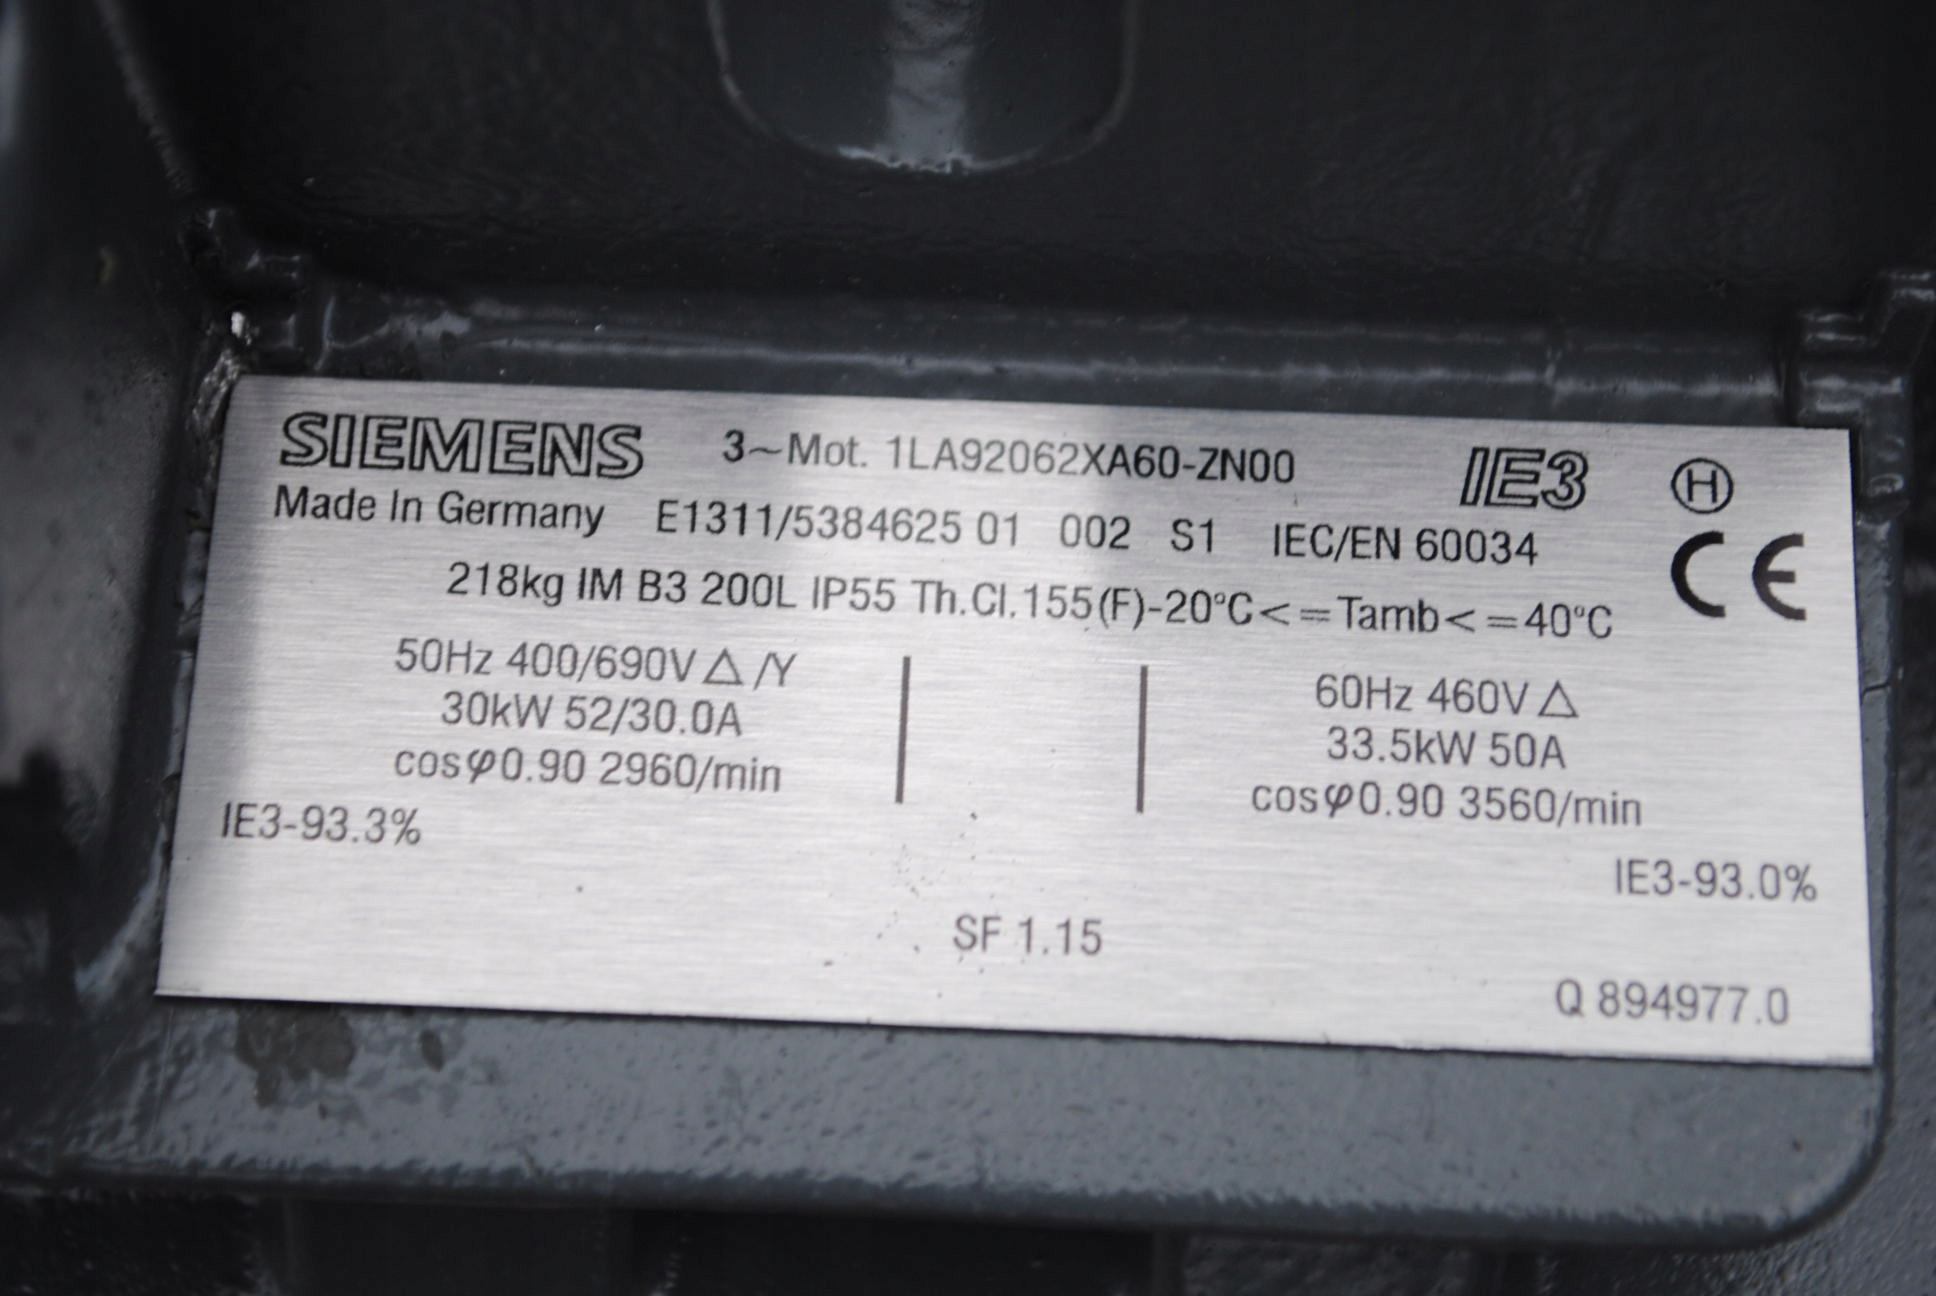 SIEMENS 3~Mot. 1LA92062XA60-ZN00 IE3 H
Made In Germany E1311/5384625 01 002 S1 IEC/EN 60034 CE
218kg IM B3 200L IP55 Th.Cl.155(F)-20°C<=Tamb<=40°C
50Hz 400/690V △/Y
30kW 52/30.0A
cosφ0.90 2960/min
IE3-93.3%
60Hz 460V △
33.5kW 50A
cosφ0.90 3560/min
IE3-93.0%
SF 1.15
Q 894977.0